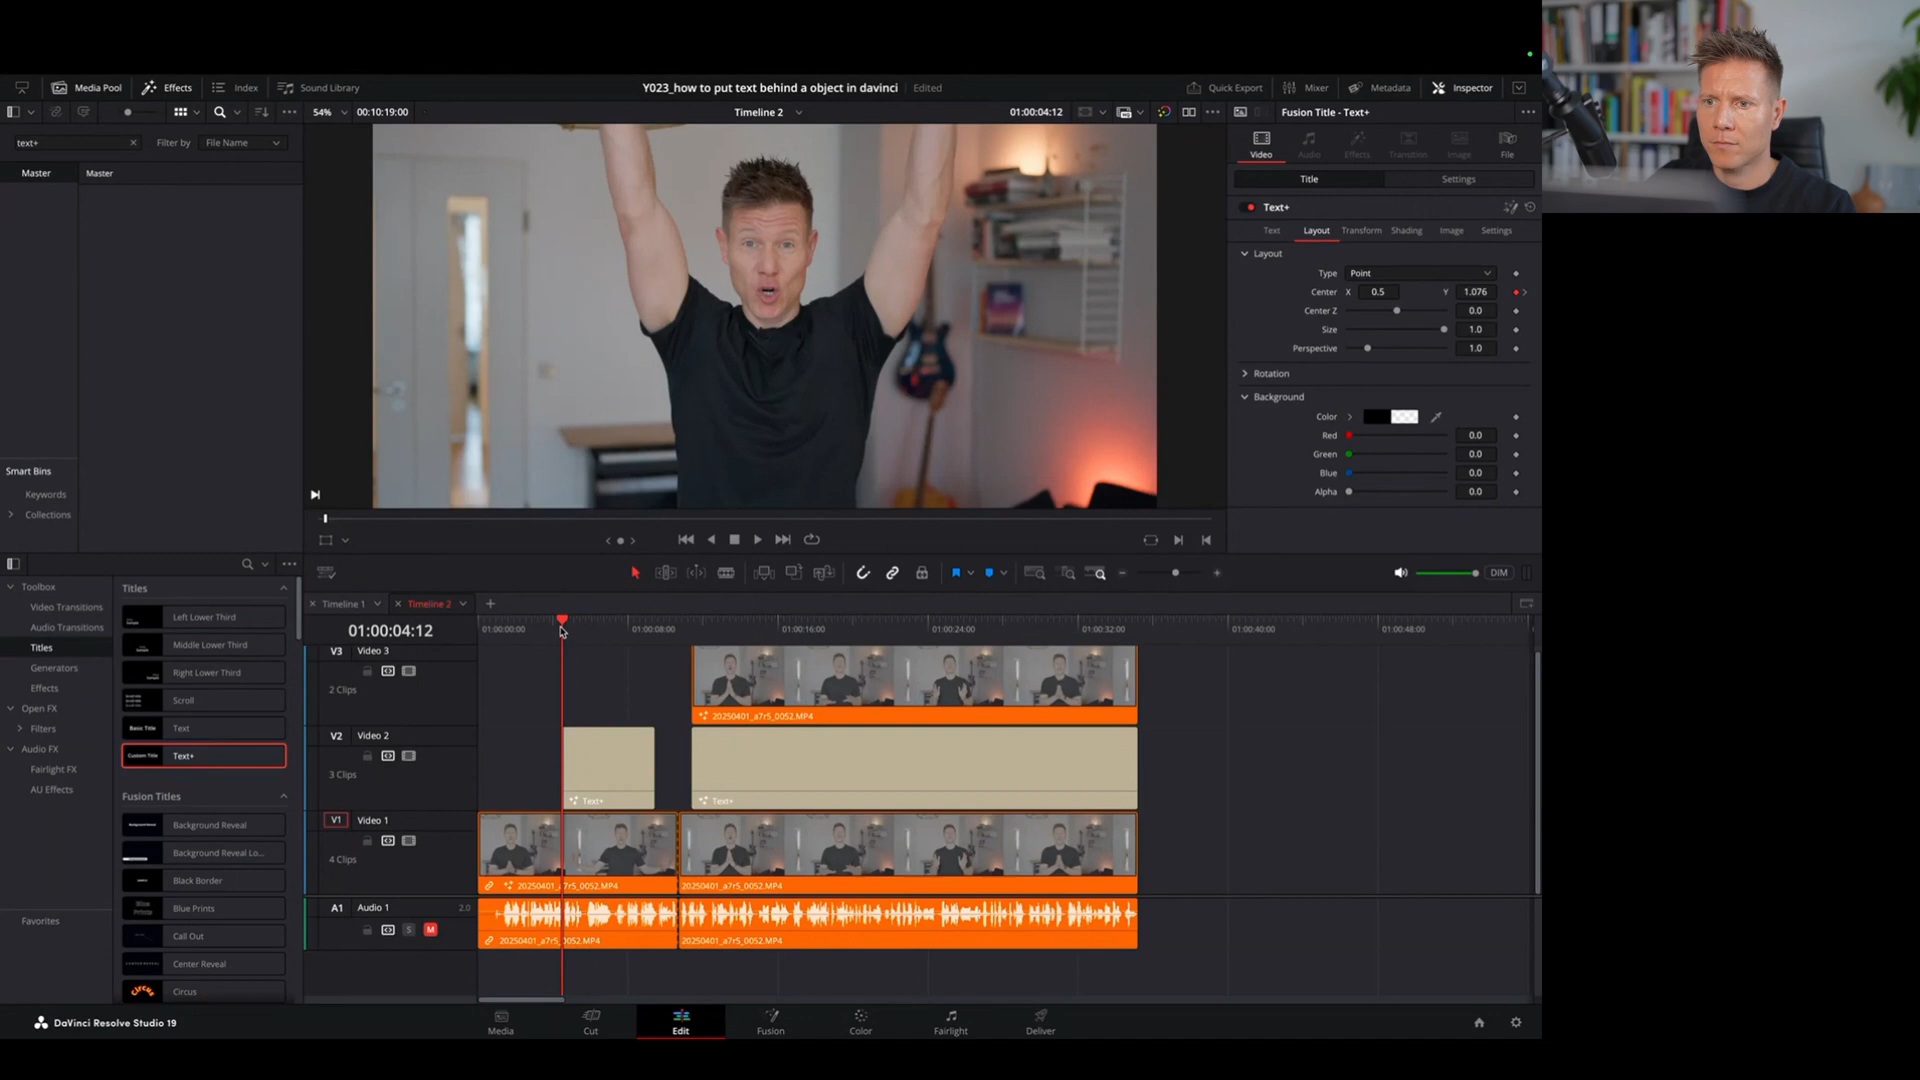 Media Pool Effects Index Sound Library Y023_how to put text behind a object in davinci Edited Quick Export Mixer Metadata Inspector
54% 00:10:19:00 Timeline 2 01:00:04:12 Fusion Title - Text+
text+ Filter by File Name
Video Audio Effects Transition Image File
Master Master
Title Settings
Text+
Text Layout Transform Shading Image Settings
Layout
Type Point
Center X 0.5 Y 1.076
Center Z 0.0
Size 1.0
Perspective 1.0
Rotation
Background
Color
Red 0.0
Green 0.0
Blue 0.0
Alpha 0.0
Smart Bins
Keywords
Collections
DIM
Toolbox
Video Transitions
Audio Transitions
Titles
Generators
Effects
Open FX
Filters
Audio FX
Fairlight FX
AU Effects
Favorites
Titles
Left Lower Third
Middle Lower Third
Right Lower Third
Scroll
Basic Title Text
Custom Title Text+
Fusion Titles
Background Reveal
Background Reveal Lo...
Black Border
Blue Prints Blue Prints
Call Out
Center Reveal
Circus Circus
Timeline 1 Timeline 2
01:00:04:12 01:00:00:00 01:00:08:00 01:00:16:00 01:00:24:00 01:00:32:00 01:00:40:00 01:00:48:00
V3 Video 3
2 Clips
20250401_a7r5_0052.MP4
V2 Video 2
3 Clips
Text+ Text+
V1 Video 1
4 Clips
20250401_a7r5_0052.MP4 20250401_a7r5_0052.MP4
A1 Audio 1 2.0
S M
20250401_a7r5_0052.MP4 20250401_a7r5_0052.MP4
DaVinci Resolve Studio 19
Media Cut Edit Fusion Color Fairlight Deliver